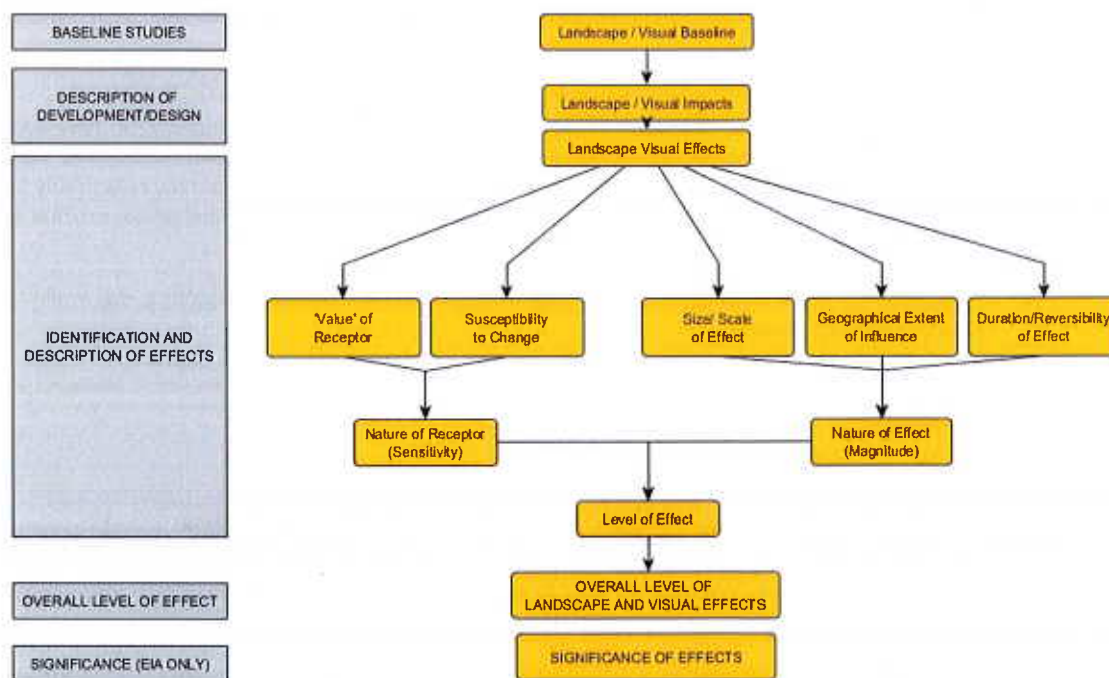 BASELINE STUDIES
Landscape / Visual Baseline
DESCRIPTION OF
DEVELOPMENT/DESIGN
Landscape / Visual Impacts
Landscape Visual Effects
IDENTIFICATION AND
DESCRIPTION OF EFFECTS
'Value' of
Receptor
Susceptibility
to Change
Size/ Scale
of Effect
Geographical Extent
of Influence
Duration/Reversibility
of Effect
Nature of Receptor
(Sensitivity)
Nature of Effect
(Magnitude)
Level of Effect
OVERALL LEVEL OF EFFECT
OVERALL LEVEL OF
LANDSCAPE AND VISUAL EFFECTS
SIGNIFICANCE (EIA ONLY)
SIGNIFICANCE OF EFFECTS